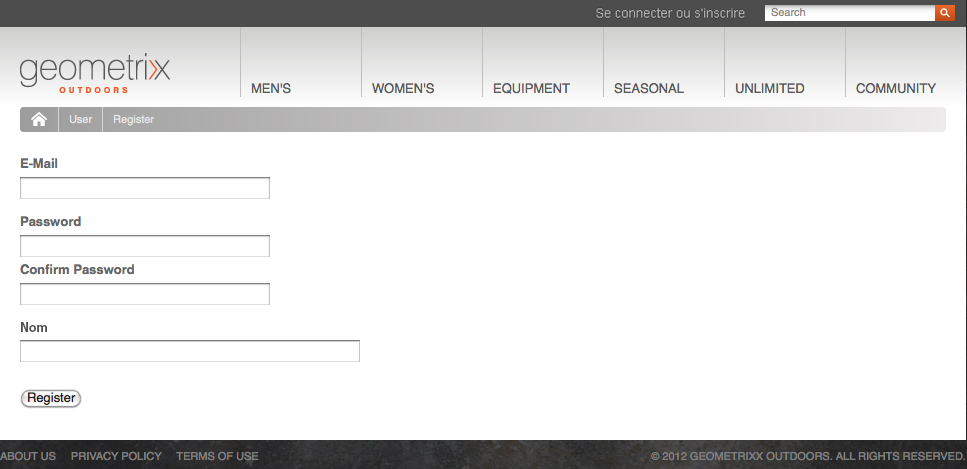 Se connecter ou s'inscrire Search
geometrixx
OUTDOORS
MEN'S WOMEN'S EQUIPMENT SEASONAL UNLIMITED COMMUNITY
User Register
E-Mail
Password
Confirm Password
Nom
Register
ABOUT US PRIVACY POLICY TERMS OF USE © 2012 GEOMETRIXX OUTDOORS. ALL RIGHTS RESERVED.